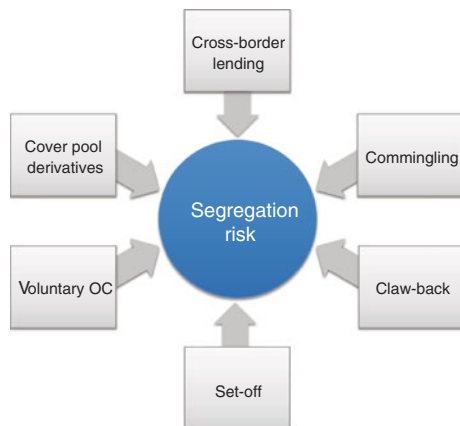 Cross-border
lending
Cover pool
derivatives
Commingling
Segregation
risk
Voluntary OC
Claw-back
Set-off